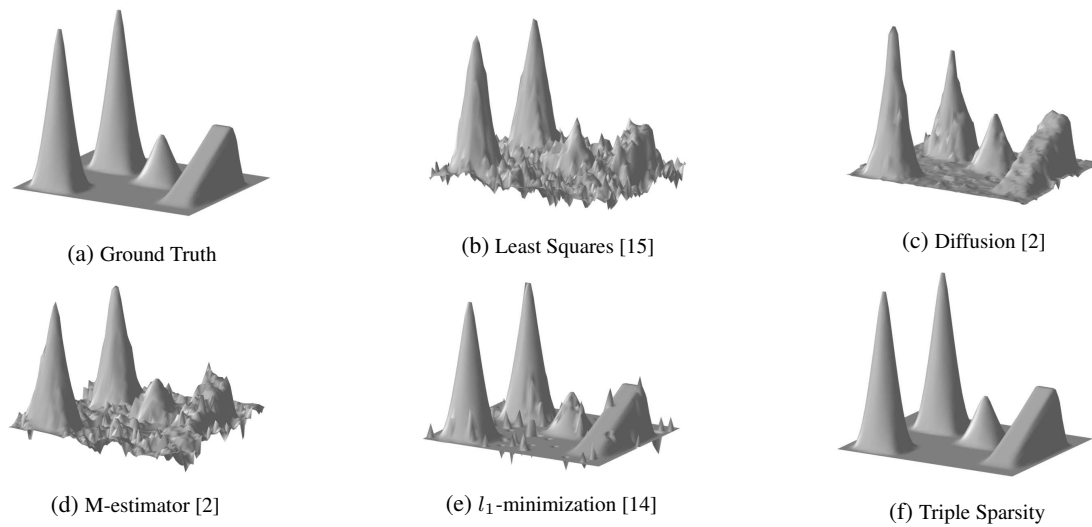 (a) Ground Truth
(b) Least Squares [15]
(c) Diffusion [2]
(d) M-estimator [2]
(e) l₁-minimization [14]
(f) Triple Sparsity